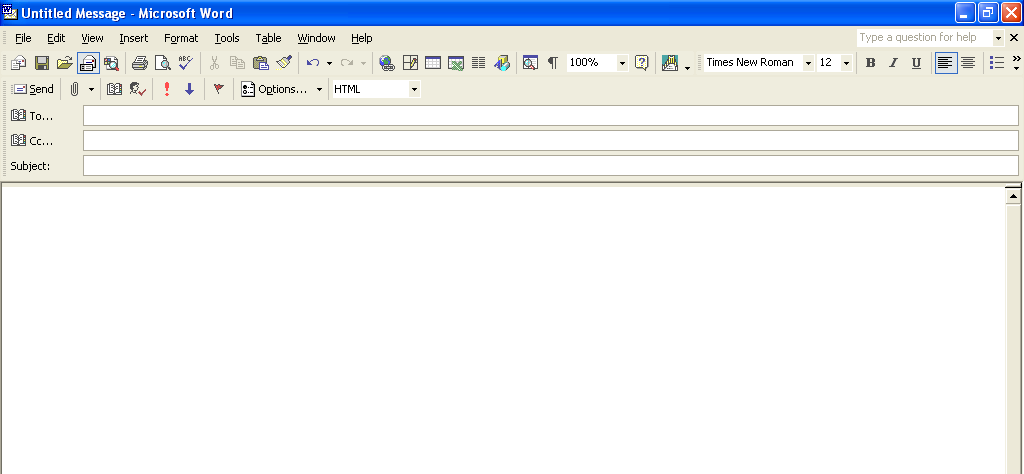 Untitled Message - Microsoft Word
File Edit View Insert Format Tools Table Window Help Type a question for help
ABC 100% Times New Roman 12 B I U
Send Options... HTML
To...
Cc...
Subject: